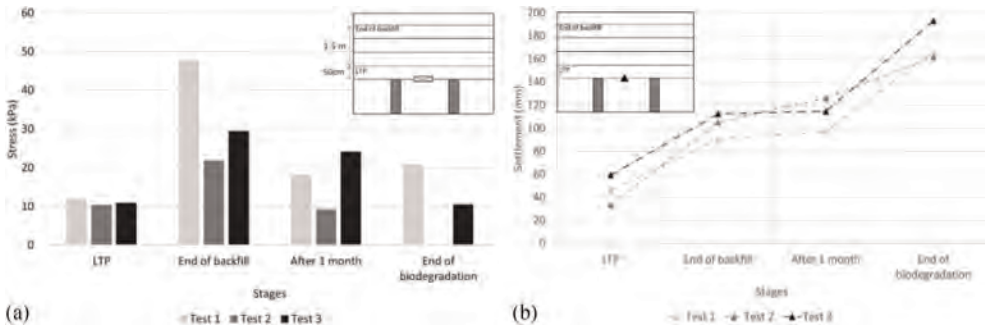 60
50
40
30
20
10
0
Stress (kPa)
LTP
End of backfill
After 1 month
End of biodegradation
Stages
Test 1
Test 2
Test 3
(a)
End of backfill
1.5 m
50cm
LTP
200
180
160
140
120
100
80
60
40
20
0
Settlement (mm)
LTP
End of backfill
After 1 month
End of biodegradation
Stages
Test 1
Test 2
Test 3
(b)
End of backfill
LTP